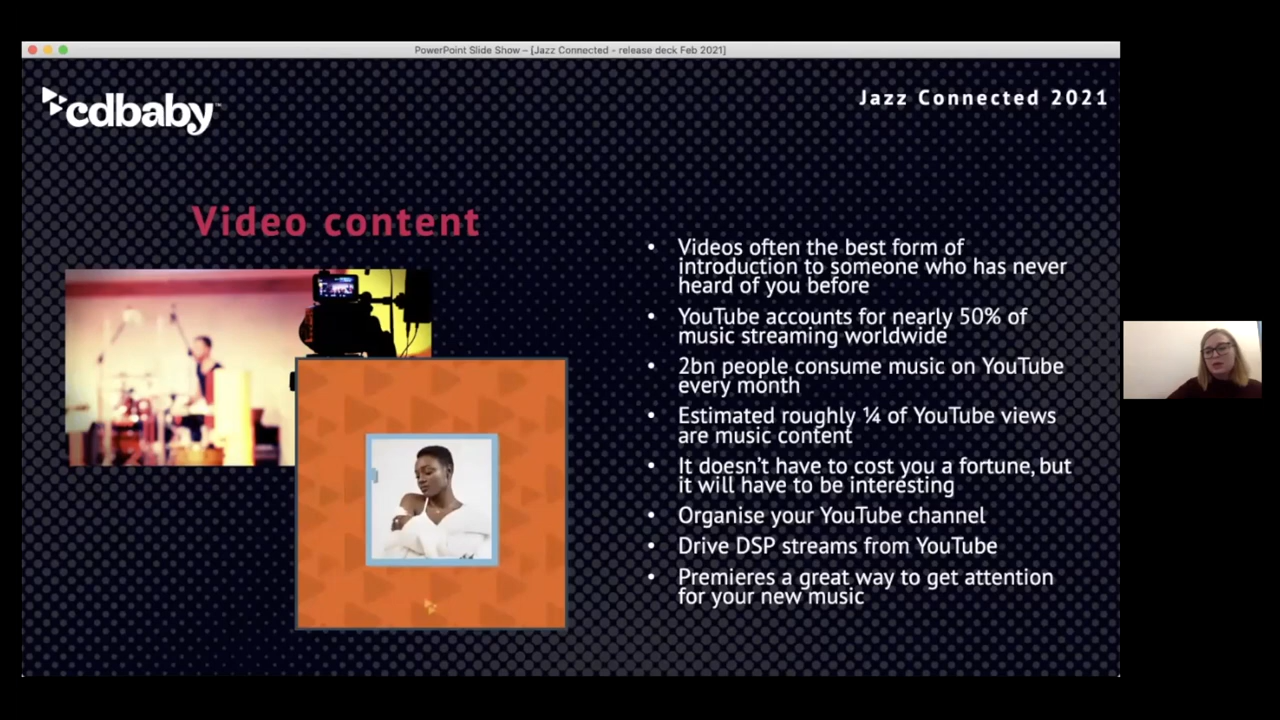 PowerPoint Slide Show – [Jazz Connected - release deck Feb 2021]
cdbaby™
Jazz Connected 2021
Video content
• Videos often the best form of
introduction to someone who has never
heard of you before
• YouTube accounts for nearly 50% of
music streaming worldwide
• 2bn people consume music on YouTube
every month
• Estimated roughly ¼ of YouTube views
are music content
• It doesn't have to cost you a fortune, but
it will have to be interesting
• Organise your YouTube channel
• Drive DSP streams from YouTube
• Premieres a great way to get attention
for your new music